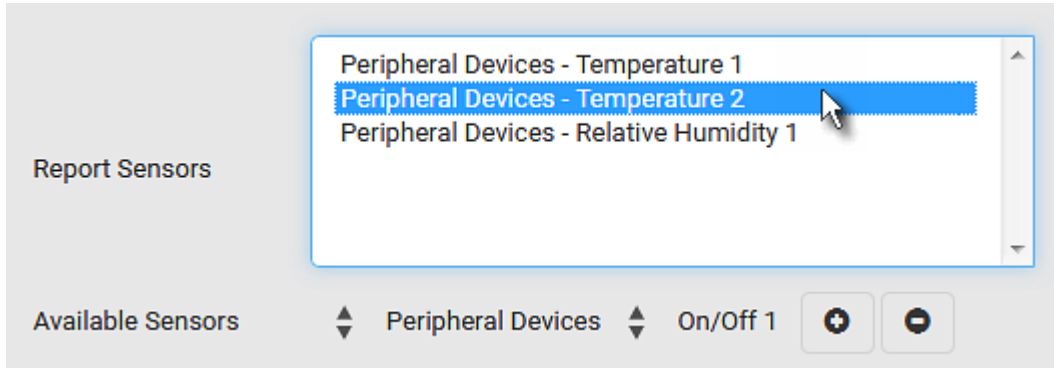 Peripheral Devices - Temperature 1
Peripheral Devices - Temperature 2
Peripheral Devices - Relative Humidity 1
Report Sensors
Available Sensors Peripheral Devices On/Off 1